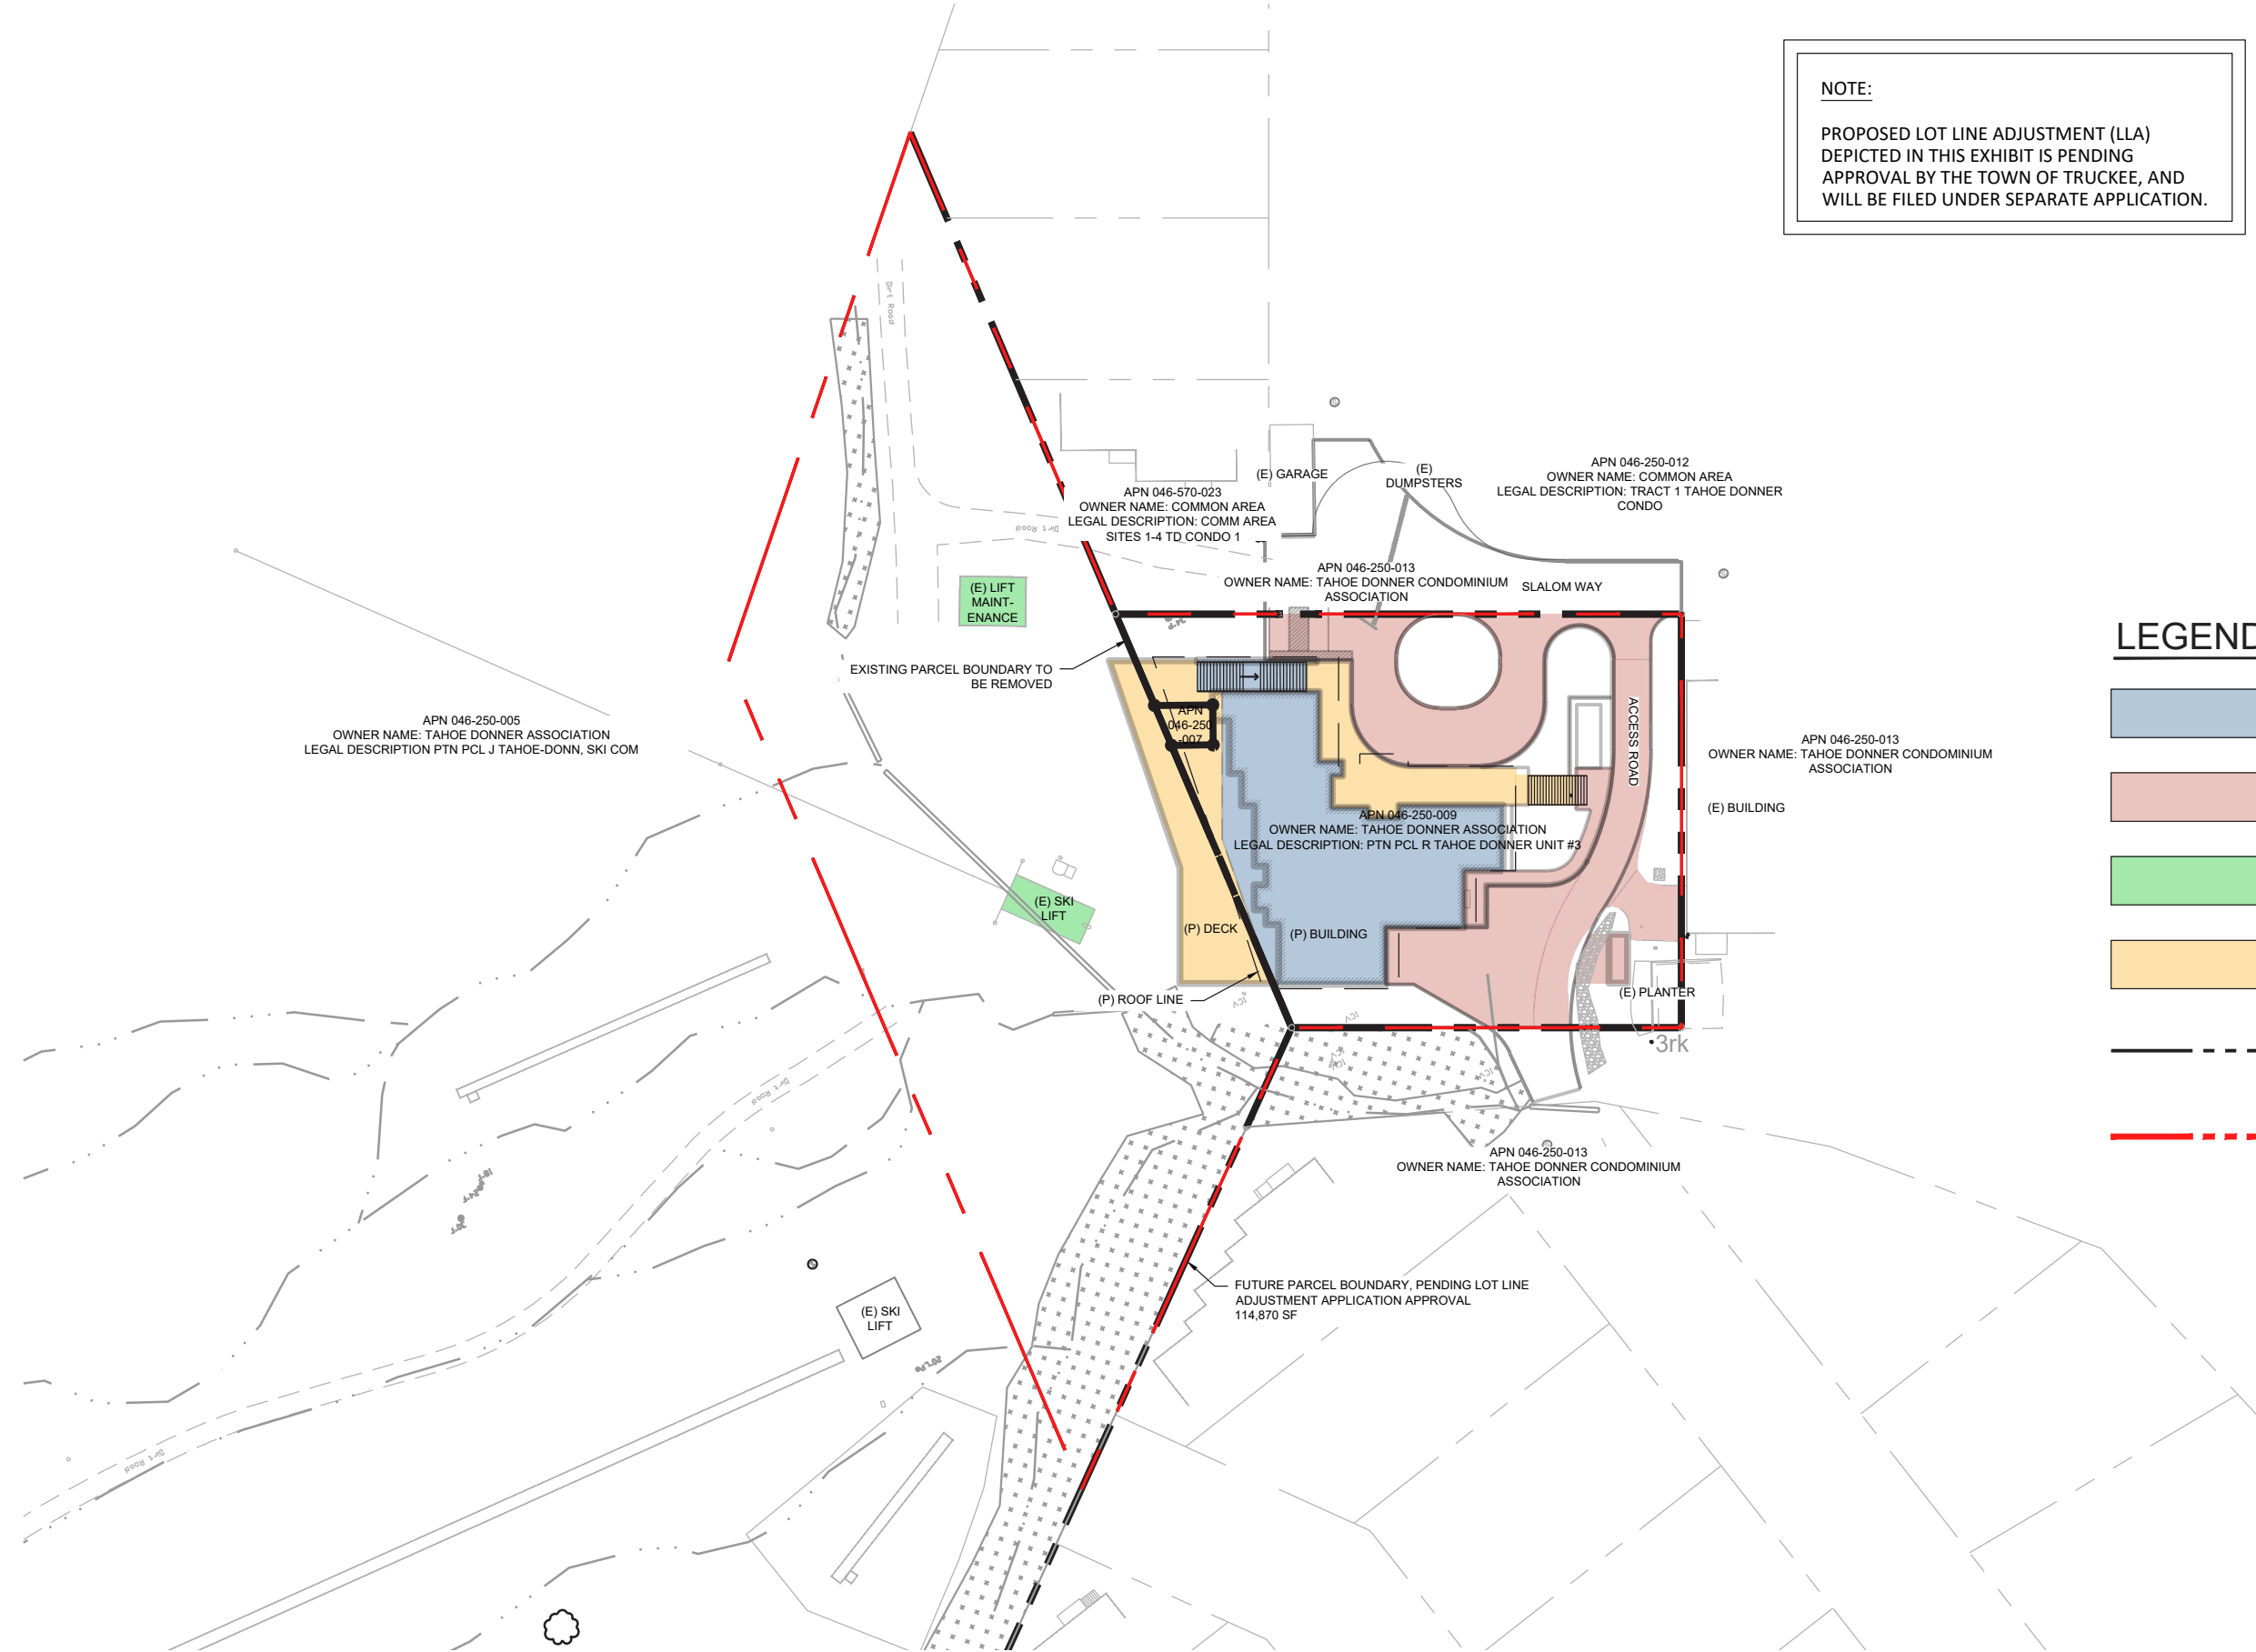 NOTE:
PROPOSED LOT LINE ADJUSTMENT (LLA)
DEPICTED IN THIS EXHIBIT IS PENDING
APPROVAL BY THE TOWN OF TRUCKEE, AND
WILL BE FILED UNDER SEPARATE APPLICATION.
Dirt Road
(E) GARAGE
(E)
DUMPSTERS
APN 046-250-012
OWNER NAME: COMMON AREA
LEGAL DESCRIPTION: TRACT 1 TAHOE DONNER
CONDO
APN 046-570-023
OWNER NAME: COMMON AREA
LEGAL DESCRIPTION: COMM AREA
SITES 1-4 TD CONDO 1
Dirt Road
APN 046-250-013
OWNER NAME: TAHOE DONNER CONDOMINIUM
ASSOCIATION
SLALOM WAY
(E) LIFT
MAINT-
ENANCE
EXISTING PARCEL BOUNDARY TO
BE REMOVED
LEGEND
APN
046-250
-007
ACCESS ROAD
APN 046-250-005
OWNER NAME: TAHOE DONNER ASSOCIATION
LEGAL DESCRIPTION PTN PCL J TAHOE-DONN, SKI COM
APN 046-250-013
OWNER NAME: TAHOE DONNER CONDOMINIUM
ASSOCIATION
(E) BUILDING
APN 046-250-009
OWNER NAME: TAHOE DONNER ASSOCIATION
LEGAL DESCRIPTION: PTN PCL R TAHOE DONNER UNIT #3
(E) SKI
LIFT
(P) DECK
(P) BUILDING
(P) ROOF LINE
(E) PLANTER
ICV
ICV
ICV
ICV
ICV
3rk
Dirt Road
APN 046-250-013
OWNER NAME: TAHOE DONNER CONDOMINIUM
ASSOCIATION
FUTURE PARCEL BOUNDARY, PENDING LOT LINE
ADJUSTMENT APPLICATION APPROVAL
114,870 SF
(E) SKI
LIFT
Dirt Road